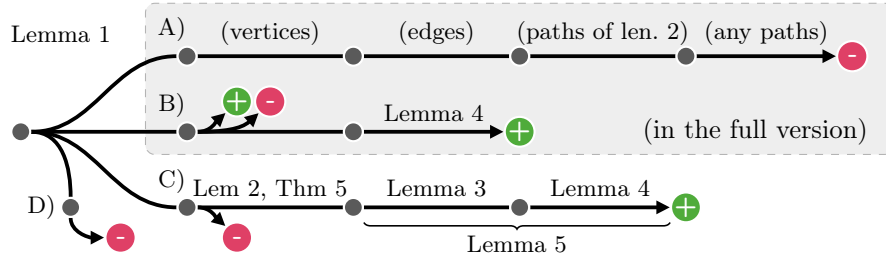 Lemma 1
A)
(vertices) (edges) (paths of len. 2) (any paths)
-
B)
+ -
Lemma 4
+
(in the full version)
C)
Lem 2, Thm 5 Lemma 3 Lemma 4
D)
+
- -
Lemma 5